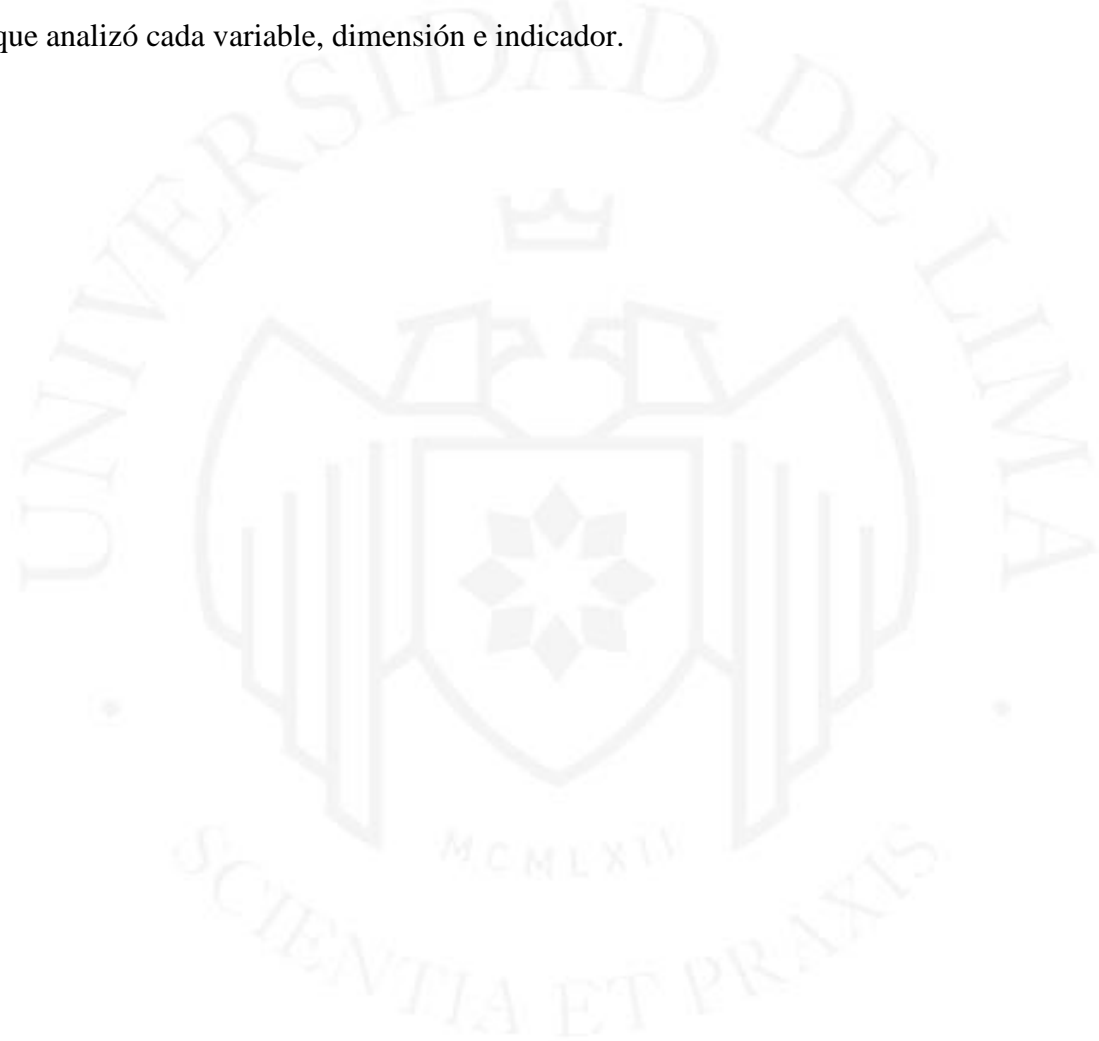 que analizó cada variable, dimensión e indicador.
UNIVERSIDAD DE LIMA
MCMLXII
SCIENTIA ET PRAXIS